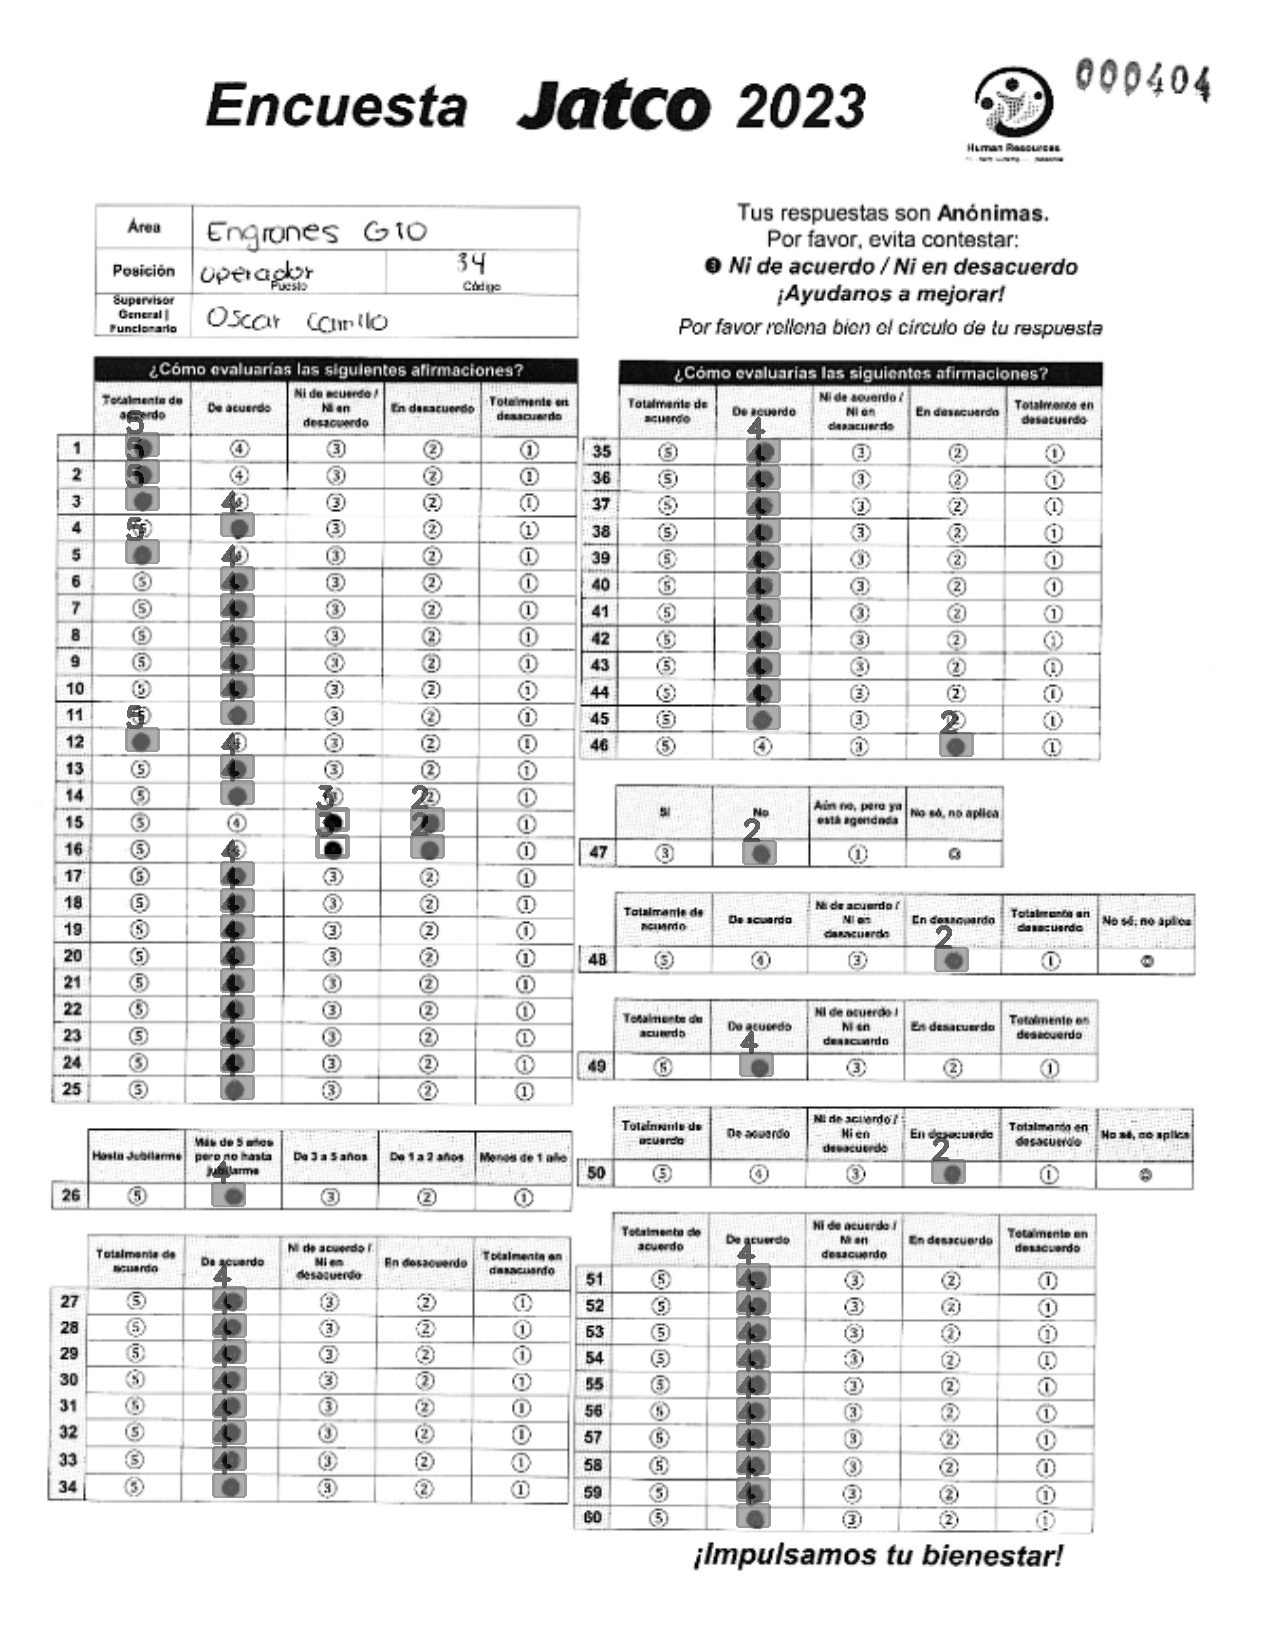 000404
Encuesta Jatco 2023
Human Resources
Área Engranes G10
Posición operador 34
Puesto Código
Supervisor General | Funcionario Oscar Carrillo
Tus respuestas son Anónimas.
Por favor, evita contestar:
❸ Ni de acuerdo / Ni en desacuerdo
¡Ayudanos a mejorar!
Por favor rellena bien el círculo de tu respuesta
¿Cómo evaluarías las siguientes afirmaciones?
Totalmente de acuerdo De acuerdo Ni de acuerdo / Ni en desacuerdo En desacuerdo Totalmente en desacuerdo
1 5 ④ ③ ② ①
2 5 ④ ③ ② ①
3 ③ ② ①
4 ③ ② ①
5 ③ ② ①
6 ⑤ 4 ③ ② ①
7 ⑤ 4 ③ ② ①
8 ⑤ 4 ③ ② ①
9 ⑤ 4 ③ ② ①
10 ⑤ 4 ③ ② ①
11 ③ ② ①
12 ③ ② ①
13 ⑤ 4 ③ ② ①
14 ⑤ ①
15 ⑤ ④ 3 2 ①
16 ⑤ ①
17 ⑤ 4 ③ ② ①
18 ⑤ 4 ③ ② ①
19 ⑤ 4 ③ ② ①
20 ⑤ 4 ③ ② ①
21 ⑤ 4 ③ ② ①
22 ⑤ 4 ③ ② ①
23 ⑤ 4 ③ ② ①
24 ⑤ 4 ③ ② ①
25 ⑤ ③ ② ①
Hasta Jubilarme Más de 5 años pero no hasta jubilarme De 3 a 5 años De 1 a 2 años Menos de 1 año
26 ⑤ ③ ② ①
Totalmente de acuerdo De acuerdo Ni de acuerdo / Ni en desacuerdo En desacuerdo Totalmente en desacuerdo
27 ⑤ 4 ③ ② ①
28 ⑤ 4 ③ ② ①
29 ⑤ 4 ③ ② ①
30 ⑤ 4 ③ ② ①
31 ⑤ 4 ③ ② ①
32 ⑤ 4 ③ ② ①
33 ⑤ 4 ③ ② ①
34 ⑤ ③ ② ①
¿Cómo evaluarías las siguientes afirmaciones?
Totalmente de acuerdo De acuerdo Ni de acuerdo / Ni en desacuerdo En desacuerdo Totalmente en desacuerdo
35 ⑤ 4 ③ ② ①
36 ⑤ 4 ③ ② ①
37 ⑤ 4 ③ ② ①
38 ⑤ 4 ③ ② ①
39 ⑤ 4 ③ ② ①
40 ⑤ 4 ③ ② ①
41 ⑤ 4 ③ ② ①
42 ⑤ 4 ③ ② ①
43 ⑤ 4 ③ ② ①
44 ⑤ 4 ③ ② ①
45 ⑤ ③ ① 
46 ⑤ ④ ③ ①
Si No Aún no, pero ya está agendada No sé, no aplica
47 ③ ①
Totalmente de acuerdo De acuerdo Ni de acuerdo / Ni en desacuerdo En desacuerdo Totalmente en desacuerdo No sé, no aplica
48 ⑤ ④ ③ ①
Totalmente de acuerdo De acuerdo Ni de acuerdo / Ni en desacuerdo En desacuerdo Totalmente en desacuerdo
49 ⑤ ③ ② ①
Totalmente de acuerdo De acuerdo Ni de acuerdo / Ni en desacuerdo En desacuerdo Totalmente en desacuerdo No sé, no aplica
50 ⑤ ④ ③ ①
Totalmente de acuerdo De acuerdo Ni de acuerdo / Ni en desacuerdo En desacuerdo Totalmente en desacuerdo
51 ⑤ 4 ③ ② ①
52 ⑤ 4 ③ ② ①
53 ⑤ 4 ③ ② ①
54 ⑤ 4 ③ ② ①
55 ⑤ 4 ③ ② ①
56 ⑤ 4 ③ ② ①
57 ⑤ 4 ③ ② ①
58 ⑤ 4 ③ ② ①
59 ⑤ 4 ③ ② ①
60 ⑤ ③ ② ①
¡Impulsamos tu bienestar!